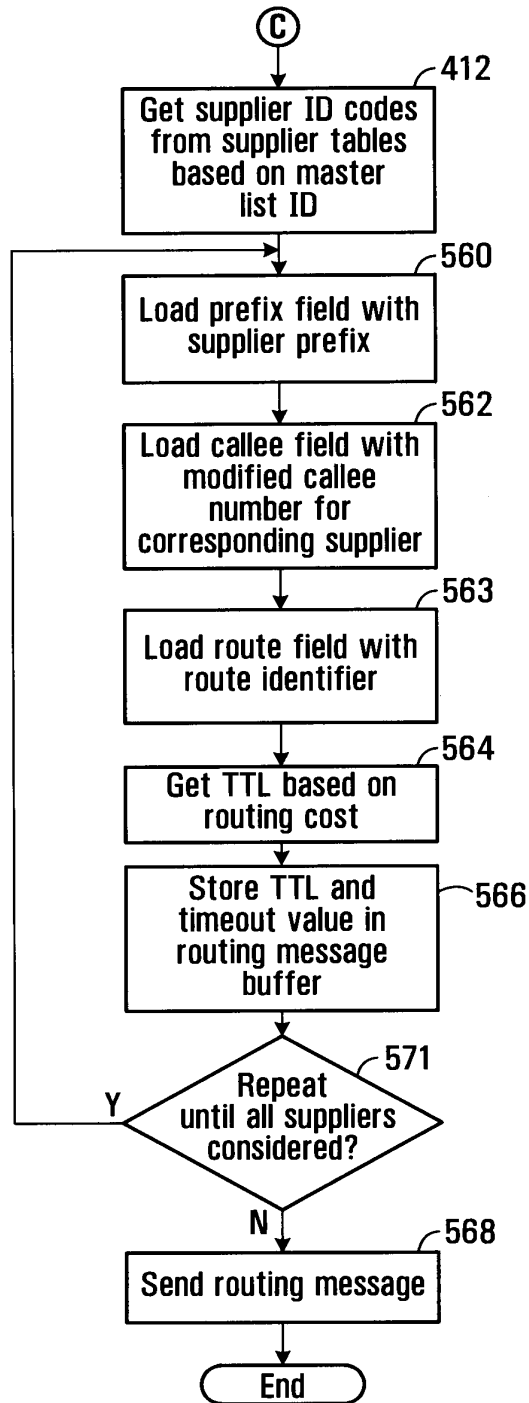 C
412
Get supplier ID codes
from supplier tables
based on master
list ID
560
Load prefix field with
supplier prefix
562
Load callee field with
modified callee
number for
corresponding supplier
563
Load route field with
route identifier
564
Get TTL based on
routing cost
Store TTL and
timeout value in
routing message
buffer
566
571
Repeat
until all suppliers
considered?
Y
N
568
Send routing message
End